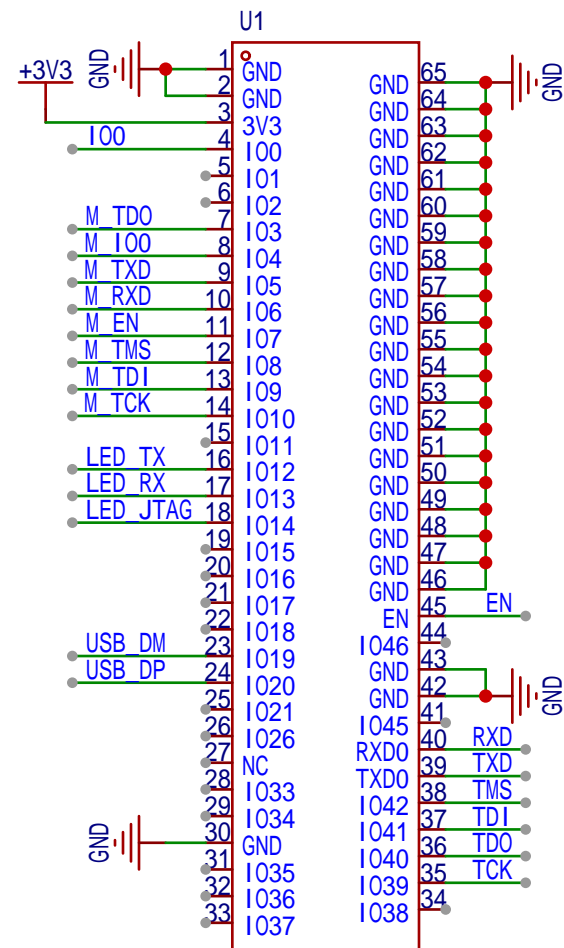 U1
+3V3
GND
1 GND
2 GND
3 3V3
IO0 4 IO0
5 IO1
6 IO2
M_TDO 7 IO3
M_IO0 8 IO4
M_TXD 9 IO5
M_RXD 10 IO6
M_EN 11 IO7
M_TMS 12 IO8
M_TDI 13 IO9
M_TCK 14 IO10
15 IO11
LED_TX 16 IO12
LED_RX 17 IO13
LED_JTAG 18 IO14
19 IO15
20 IO16
21 IO17
22 IO18
USB_DM 23 IO19
USB_DP 24 IO20
25 IO21
26 IO26
27 NC
28 IO33
29 IO34
GND 30 GND
31 IO35
32 IO36
33 IO37
GND 65 GND
GND 64
GND 63
GND 62
GND 61
GND 60
GND 59
GND 58
GND 57
GND 56
GND 55
GND 54
GND 53
GND 52
GND 51
GND 50
GND 49
GND 48
GND 47
GND 46
EN 45 EN
IO46 44
GND 43
GND 42 GND
IO45 41
RXD0 40 RXD
TXD0 39 TXD
IO42 38 TMS
IO41 37 TDI
IO40 36 TDO
IO39 35 TCK
IO38 34